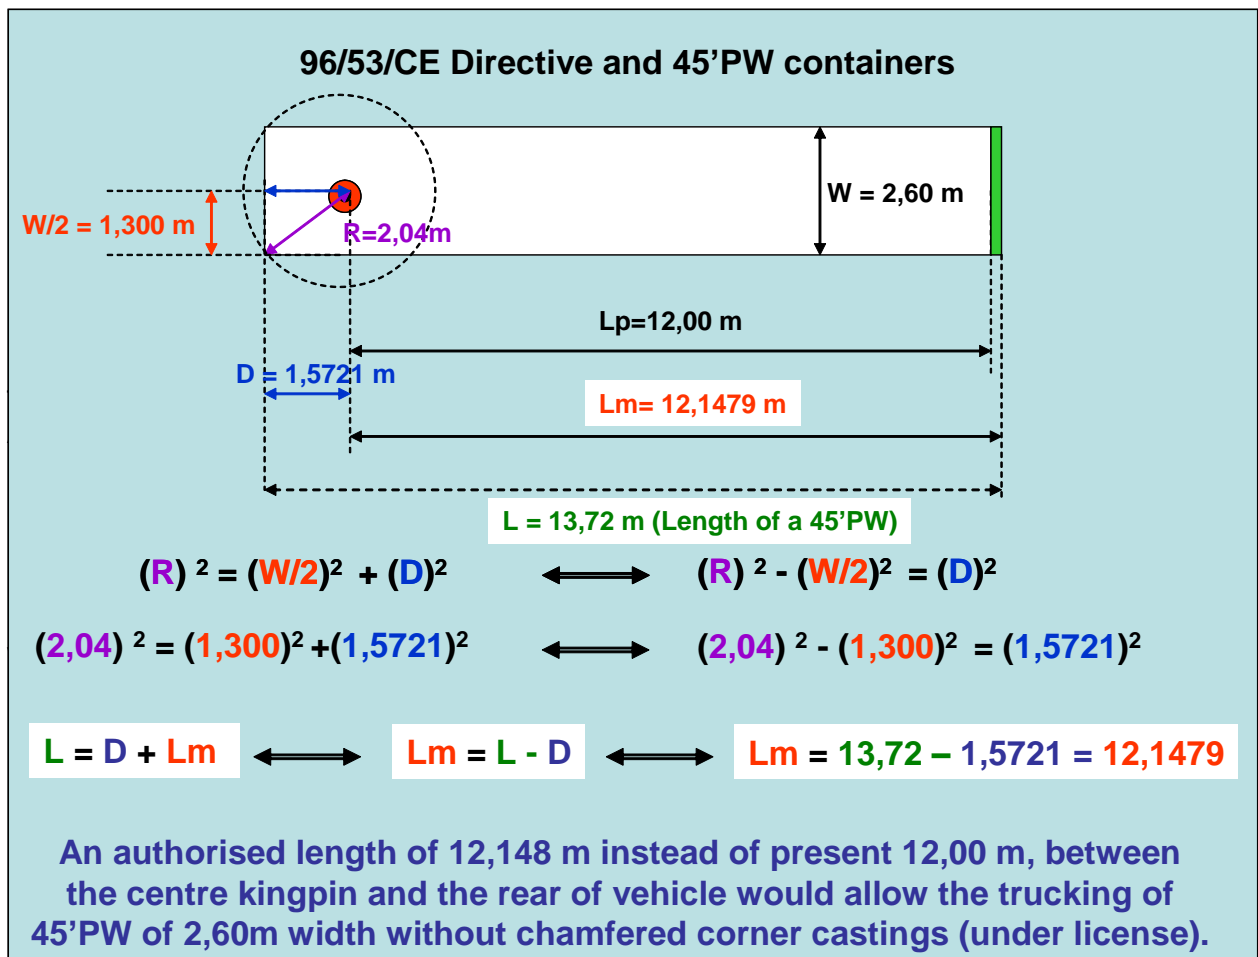 96/53/CE Directive and 45’PW containers
W/2 = 1,300 m
R=2,04m
W = 2,60 m
Lp=12,00 m
D = 1,5721 m
Lm= 12,1479 m
L = 13,72 m (Length of a 45’PW)
(R) ² = (W/2)² + (D)² (R) ² - (W/2)² = (D)²
(2,04) ² = (1,300)² +(1,5721)² (2,04) ² - (1,300)² = (1,5721)²
L = D + Lm Lm = L - D Lm = 13,72 – 1,5721 = 12,1479
An authorised length of 12,148 m instead of present 12,00 m, between
the centre kingpin and the rear of vehicle would allow the trucking of
45’PW of 2,60m width without chamfered corner castings (under license).